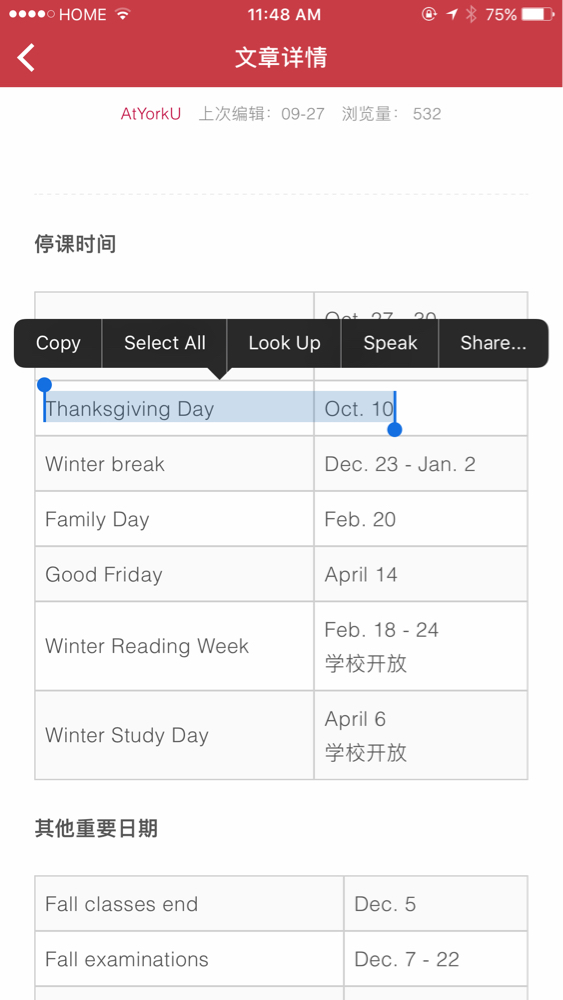 HOME 11:48 AM 75%
文章详情
AtYorkU 上次编辑：09-27 浏览量： 532
停课时间
Oct. 27 - 30
Copy Select All Look Up Speak Share...
Thanksgiving Day Oct. 10
Winter break Dec. 23 - Jan. 2
Family Day Feb. 20
Good Friday April 14
Winter Reading Week Feb. 18 - 24
学校开放
Winter Study Day April 6
学校开放
其他重要日期
Fall classes end Dec. 5
Fall examinations Dec. 7 - 22